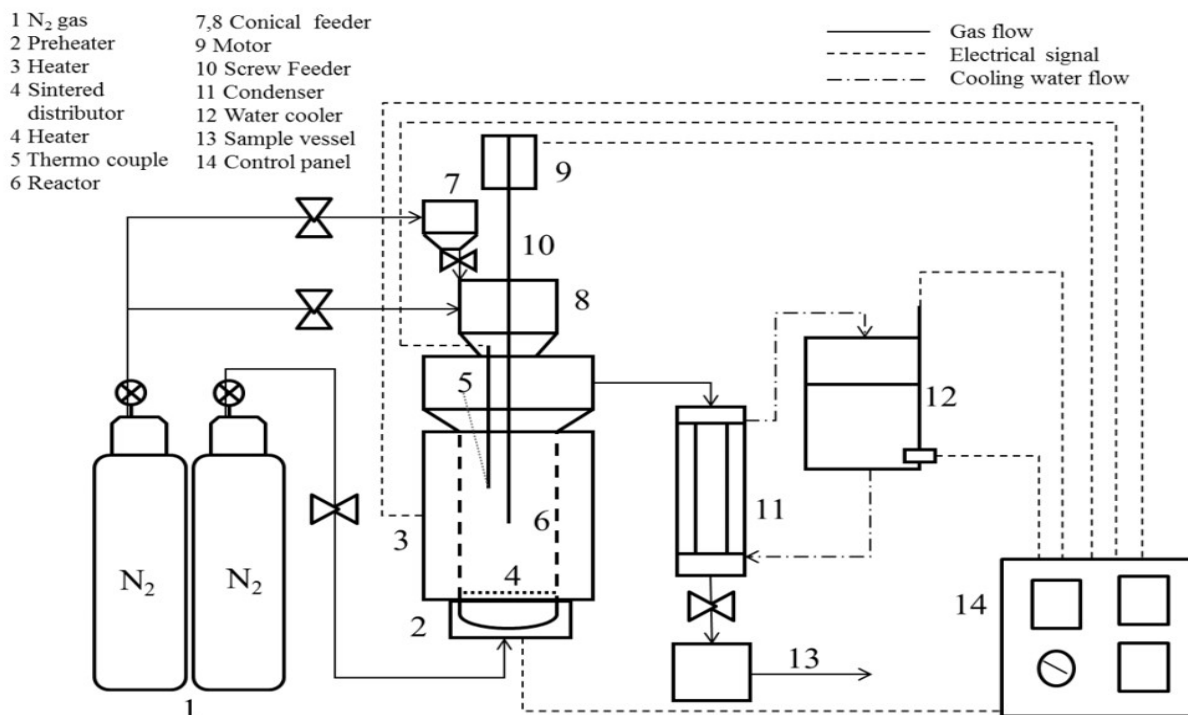 1 N2 gas
2 Preheater
3 Heater
4 Sintered
distributor
4 Heater
5 Thermo couple
6 Reactor
7,8 Conical feeder
9 Motor
10 Screw Feeder
11 Condenser
12 Water cooler
13 Sample vessel
14 Control panel
Gas flow
Electrical signal
Cooling water flow
7
9
10
8
5
12
6
11
3
4
N2
N2
14
2
13
1